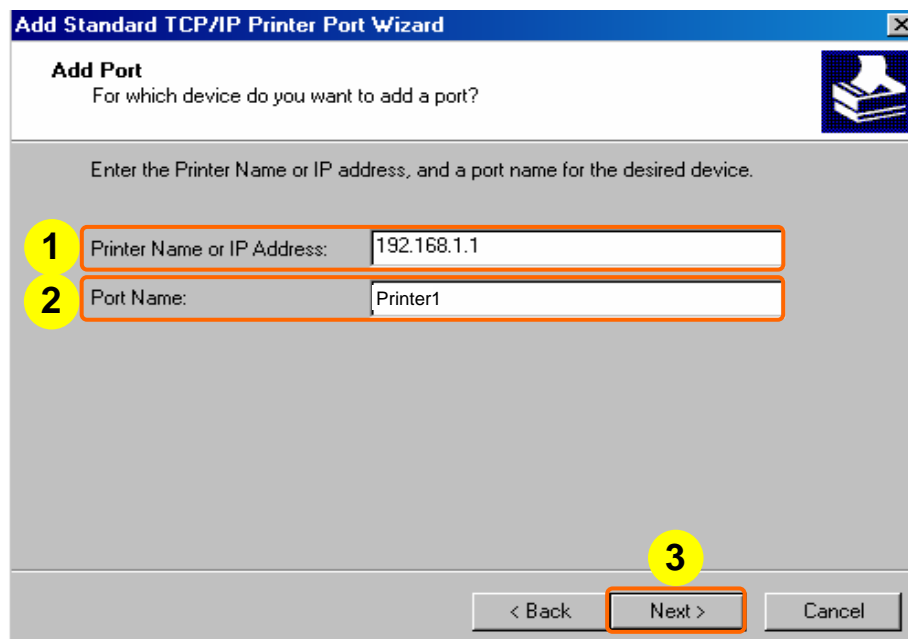 Add Standard TCP/IP Printer Port Wizard
Add Port
For which device do you want to add a port?
Enter the Printer Name or IP address, and a port name for the desired device.
1 Printer Name or IP Address: 192.168.1.1
2 Port Name: Printer1
3
< Back Next > Cancel